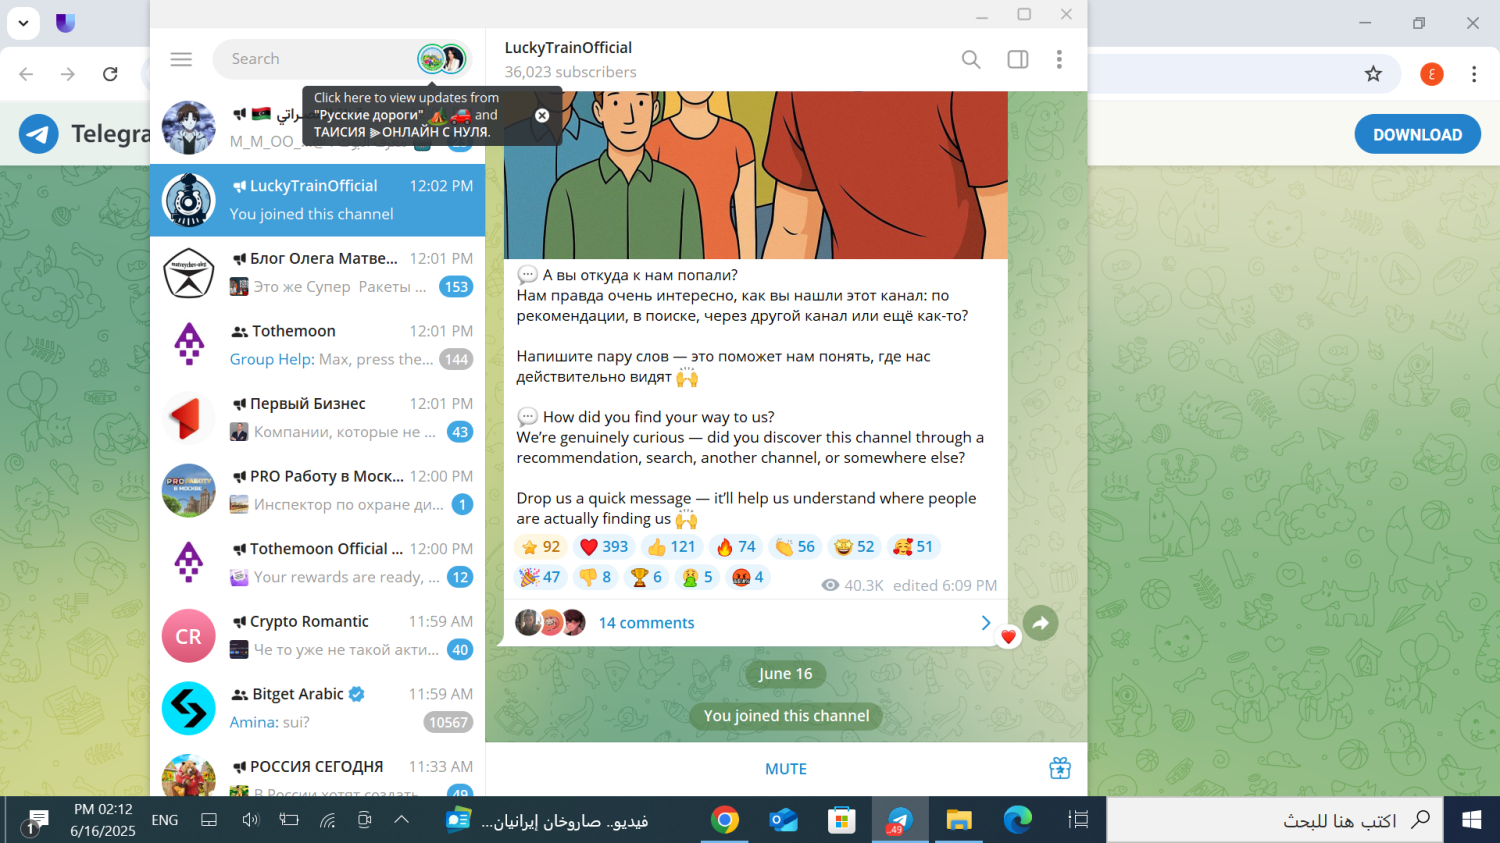 Telegra
DOWNLOAD
Search
Click here to view updates from
"Русские дороги" 🏕️🚗 and
ТАИСИЯ ⫸ ОНЛАЙН С НУЛЯ.
LuckyTrainOfficial
12:02 PM
You joined this channel
Блог Олега Матве...
12:01 PM
Это же Супер Ракеты ...
153
Tothemoon
12:01 PM
Group Help: Max, press the...
144
Первый Бизнес
12:01 PM
Компании, которые не ...
43
PRO Работу в Моск...
12:00 PM
Инспектор по охране ди...
1
Tothemoon Official ...
12:00 PM
Your rewards are ready, ...
12
CR
Crypto Romantic
11:59 AM
Че то уже не такой акти...
40
Bitget Arabic
11:59 AM
Amina: sui?
10567
РОССИЯ СЕГОДНЯ
11:33 AM
В России хотят создать
49
LuckyTrainOfficial
36,023 subscribers
💬 А вы откуда к нам попали?
Нам правда очень интересно, как вы нашли этот канал: по
рекомендации, в поиске, через другой канал или ещё как-то?
Напишите пару слов — это поможет нам понять, где нас
действительно видят 🙌
💬 How did you find your way to us?
We're genuinely curious — did you discover this channel through a
recommendation, search, another channel, or somewhere else?
Drop us a quick message — it'll help us understand where people
are actually finding us 🙌
⭐ 92 ❤️ 393 👍 121 🔥 74 👏 56 🤩 52 🥰 51
🎉 47 👎 8 🏆 6 🤮 5 🤬 4
40.3K edited 6:09 PM
14 comments
June 16
You joined this channel
MUTE
1
PM 02:12
6/16/2025
ENG
فيديو.. صاروخان إيرانيان...
..49
اكتب هنا للبحث